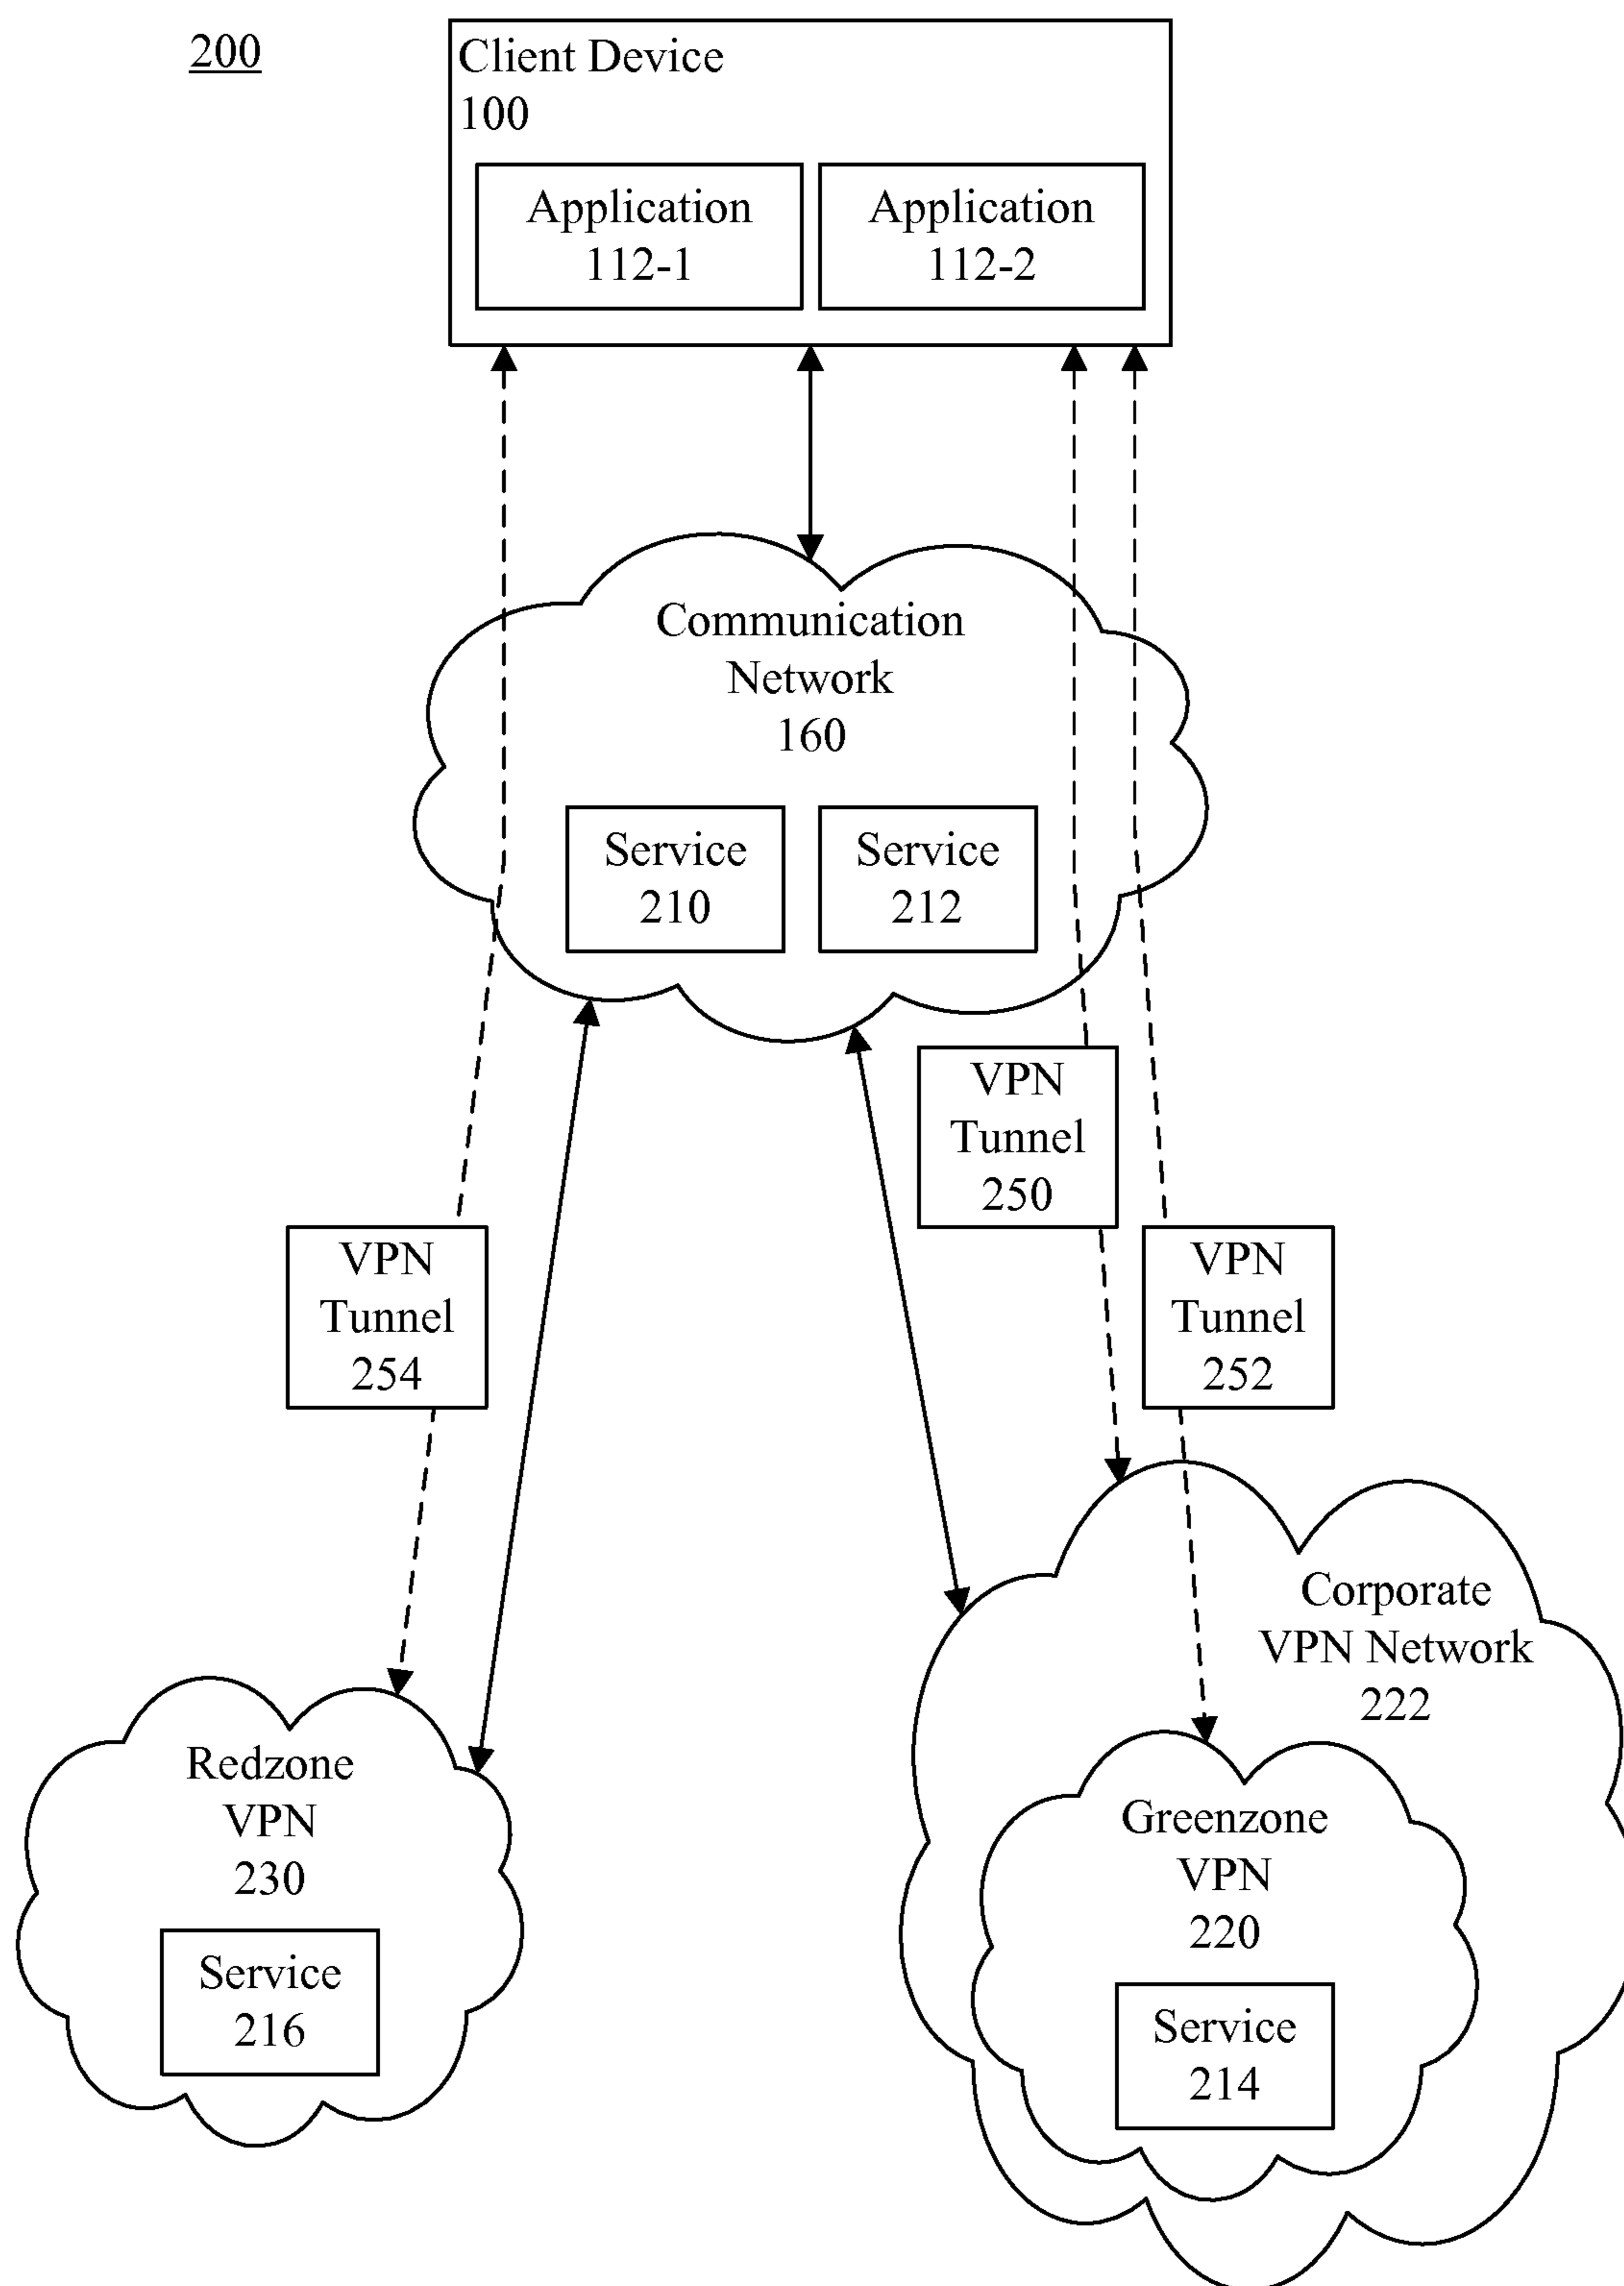 200
Client Device
100
Application
112-1
Application
112-2
Communication
Network
160
Service
210
Service
212
VPN
Tunnel
250
VPN
Tunnel
254
VPN
Tunnel
252
Corporate
VPN Network
222
Redzone
VPN
230
Service
216
Greenzone
VPN
220
Service
214